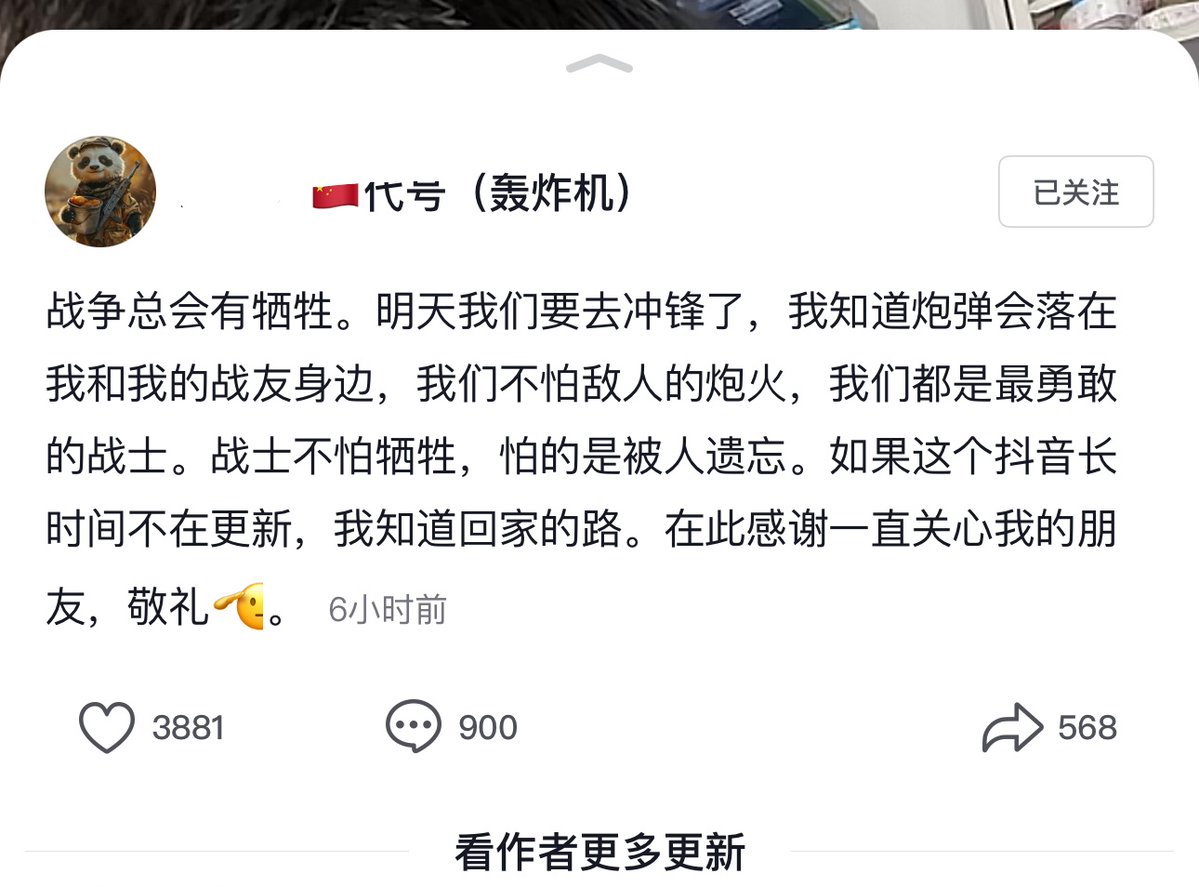 🇨🇳代号（轰炸机）
已关注
战争总会有牺牲。明天我们要去冲锋了，我知道炮弹会落在
我和我的战友身边，我们不怕敌人的炮火，我们都是最勇敢
的战士。战士不怕牺牲，怕的是被人遗忘。如果这个抖音长
时间不在更新，我知道回家的路。在此感谢一直关心我的朋
友，敬礼🫡。 6小时前
3881 900 568
看作者更多更新